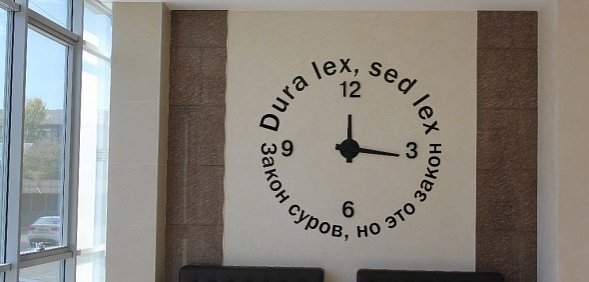 Dura lex, sed lex
12
9
3
6
Закон суров, но это закон